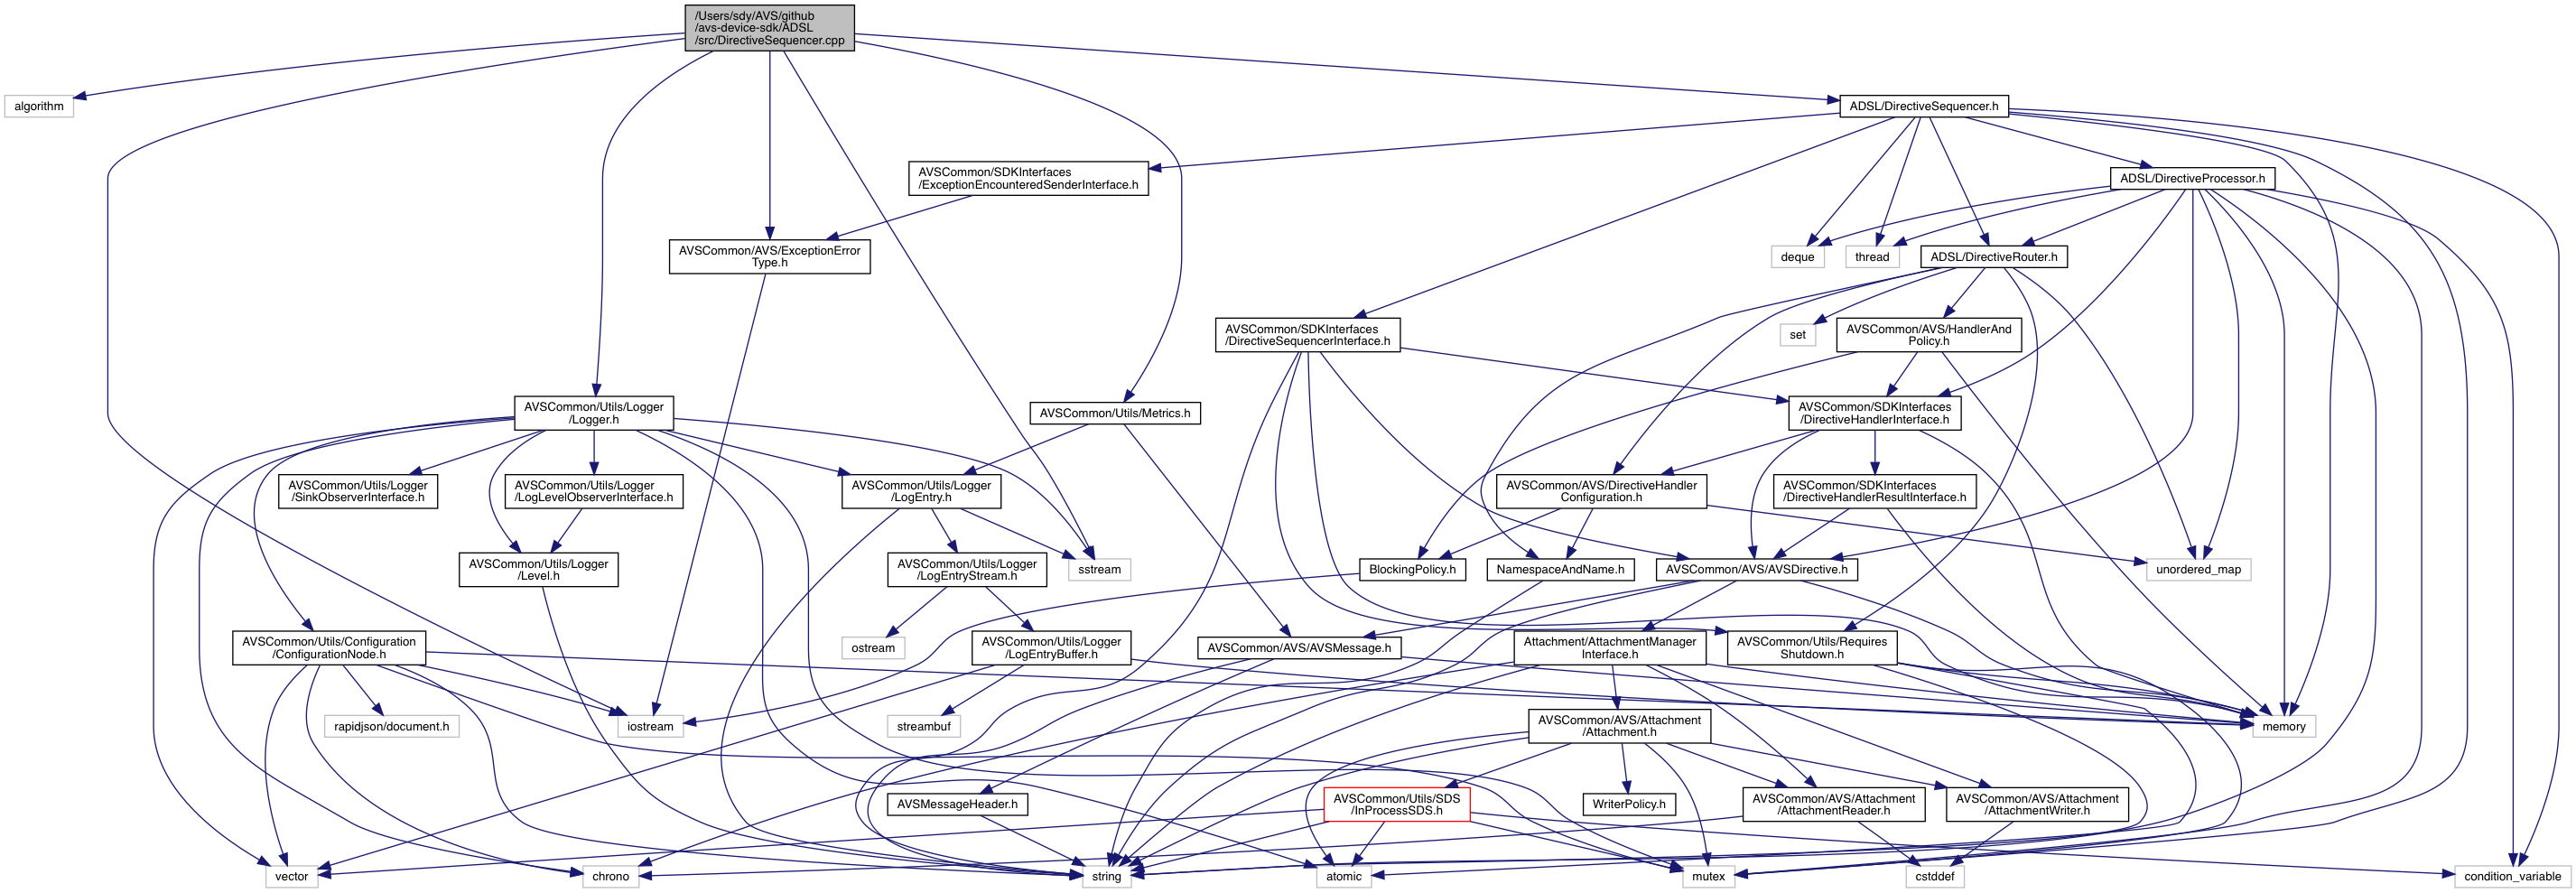 /Users/sdy/AVS/github
/avs-device-sdk/ADSL
/src/DirectiveSequencer.cpp
algorithm
ADSL/DirectiveSequencer.h
AVSCommon/SDKInterfaces
/ExceptionEncounteredSenderInterface.h
ADSL/DirectiveProcessor.h
AVSCommon/AVS/ExceptionError
Type.h
deque
thread
ADSL/DirectiveRouter.h
AVSCommon/SDKInterfaces
/DirectiveSequencerInterface.h
set
AVSCommon/AVS/HandlerAnd
Policy.h
AVSCommon/Utils/Logger
/Logger.h
AVSCommon/Utils/Metrics.h
AVSCommon/SDKInterfaces
/DirectiveHandlerInterface.h
AVSCommon/Utils/Logger
/SinkObserverInterface.h
AVSCommon/Utils/Logger
/LogLevelObserverInterface.h
AVSCommon/Utils/Logger
/LogEntry.h
AVSCommon/AVS/DirectiveHandler
Configuration.h
AVSCommon/SDKInterfaces
/DirectiveHandlerResultInterface.h
AVSCommon/Utils/Logger
/Level.h
AVSCommon/Utils/Logger
/LogEntryStream.h
sstream
BlockingPolicy.h
NamespaceAndName.h
AVSCommon/AVS/AVSDirective.h
unordered_map
AVSCommon/Utils/Configuration
/ConfigurationNode.h
ostream
AVSCommon/Utils/Logger
/LogEntryBuffer.h
AVSCommon/AVS/AVSMessage.h
Attachment/AttachmentManager
Interface.h
AVSCommon/Utils/Requires
Shutdown.h
rapidjson/document.h
iostream
streambuf
AVSCommon/AVS/Attachment
/Attachment.h
memory
AVSMessageHeader.h
AVSCommon/Utils/SDS
/InProcessSDS.h
WriterPolicy.h
AVSCommon/AVS/Attachment
/AttachmentReader.h
AVSCommon/AVS/Attachment
/AttachmentWriter.h
vector
chrono
string
atomic
mutex
cstddef
condition_variable